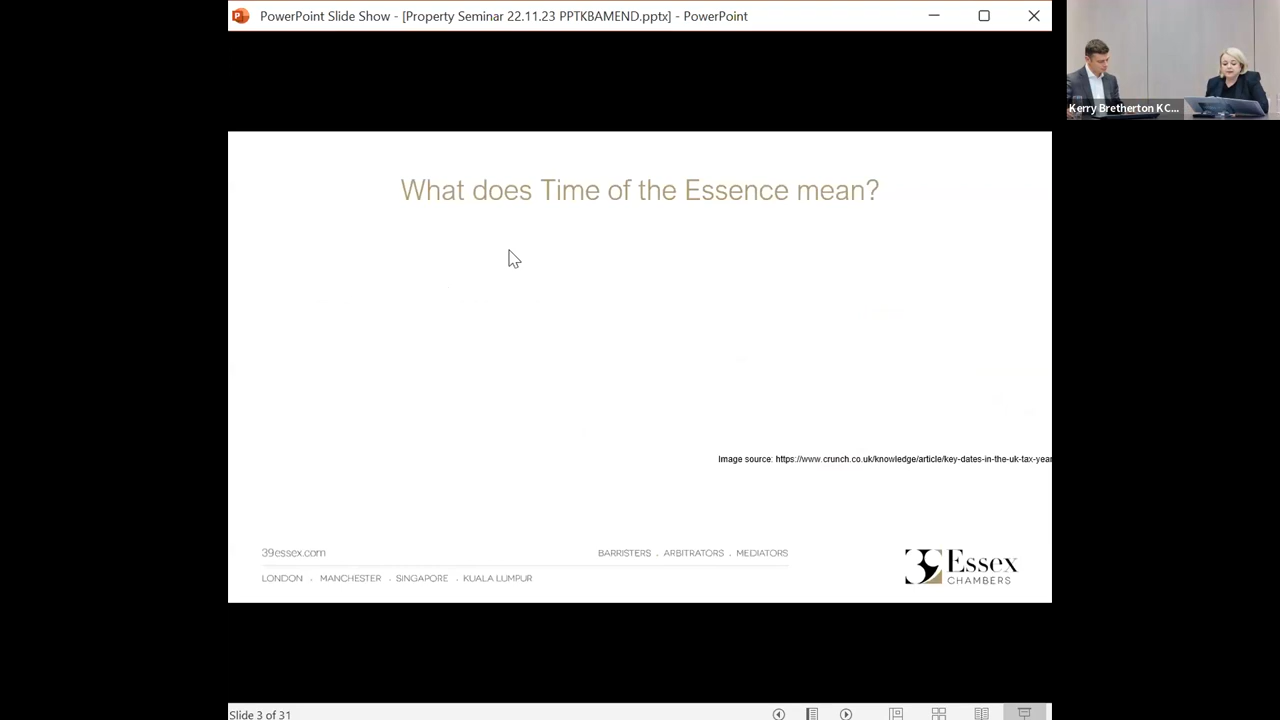 PowerPoint Slide Show - [Property Seminar 22.11.23 PPTKBAMEND.pptx] - PowerPoint
Kerry Bretherton KC...
What does Time of the Essence mean?
Image source: https://www.crunch.co.uk/knowledge/article/key-dates-in-the-uk-tax-year
39essex.com
BARRISTERS . ARBITRATORS . MEDIATORS
LONDON . MANCHESTER . SINGAPORE . KUALA LUMPUR
39 Essex
CHAMBERS
Slide 3 of 31